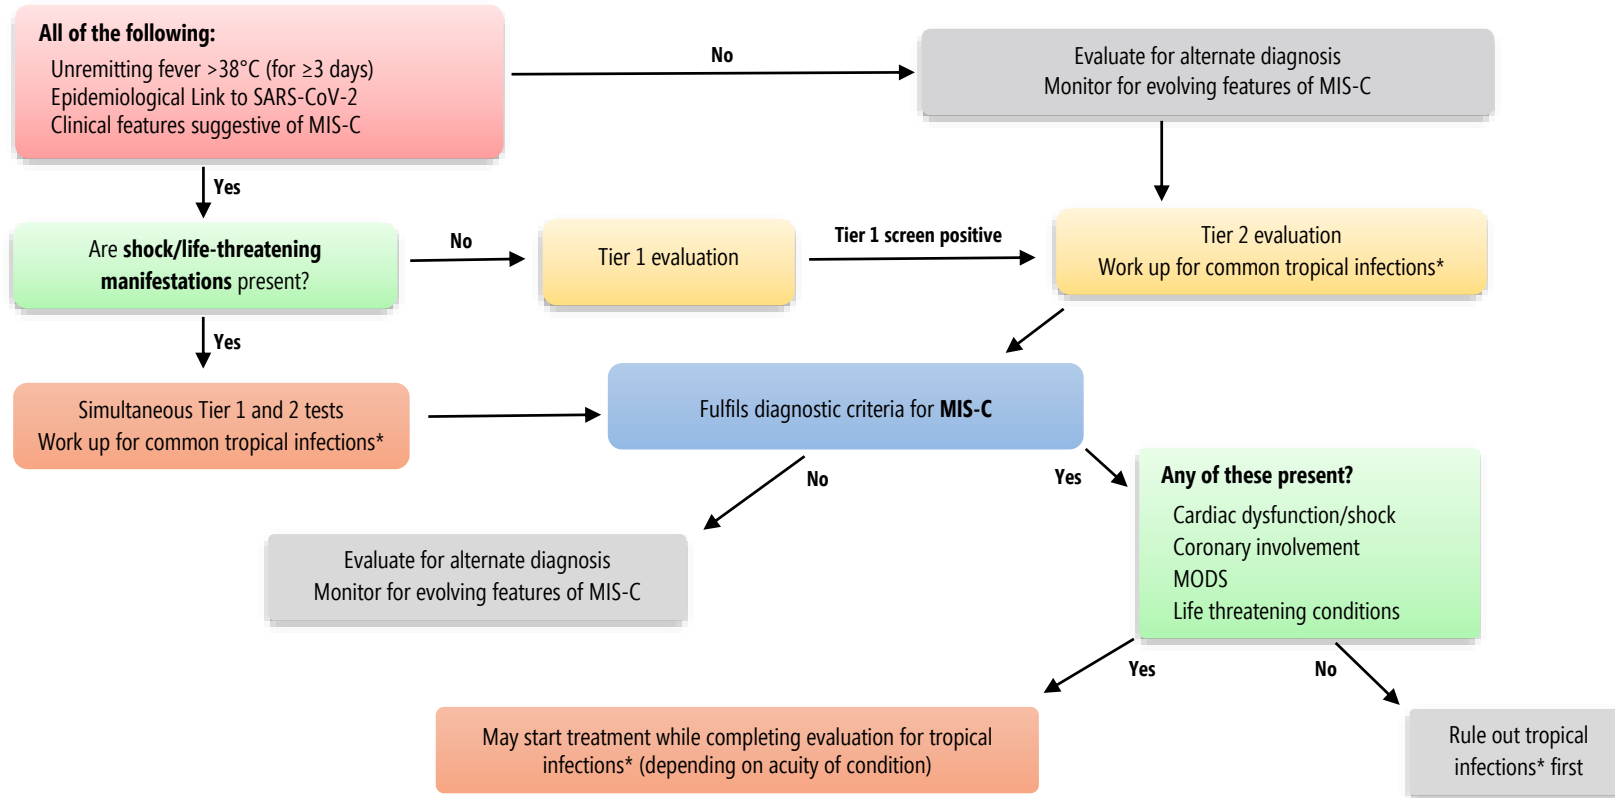 All of the following:
Unremitting fever >38°C (for ≥3 days)
Epidemiological Link to SARS-CoV-2
Clinical features suggestive of MIS-C
No
Evaluate for alternate diagnosis
Monitor for evolving features of MIS-C
Yes
Are shock/life-threatening
manifestations present?
No
Tier 1 evaluation
Tier 1 screen positive
Tier 2 evaluation
Work up for common tropical infections*
Yes
Simultaneous Tier 1 and 2 tests
Work up for common tropical infections*
Fulfils diagnostic criteria for MIS-C
No
Yes
Evaluate for alternate diagnosis
Monitor for evolving features of MIS-C
Any of these present?
Cardiac dysfunction/shock
Coronary involvement
MODS
Life threatening conditions
Yes
No
May start treatment while completing evaluation for tropical
infections* (depending on acuity of condition)
Rule out tropical
infections* first